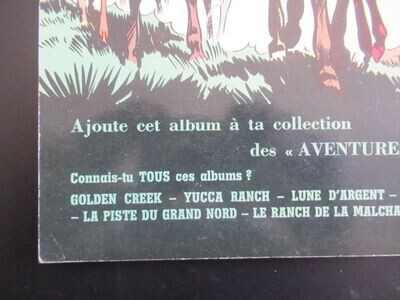 Ajoute cet album à ta collection
des « AVENTURE
Connais-tu TOUS ces albums ?
GOLDEN CREEK – YUCCA RANCH – LUNE D'ARGENT –
– LA PISTE DU GRAND NORD – LE RANCH DE LA MALCHA